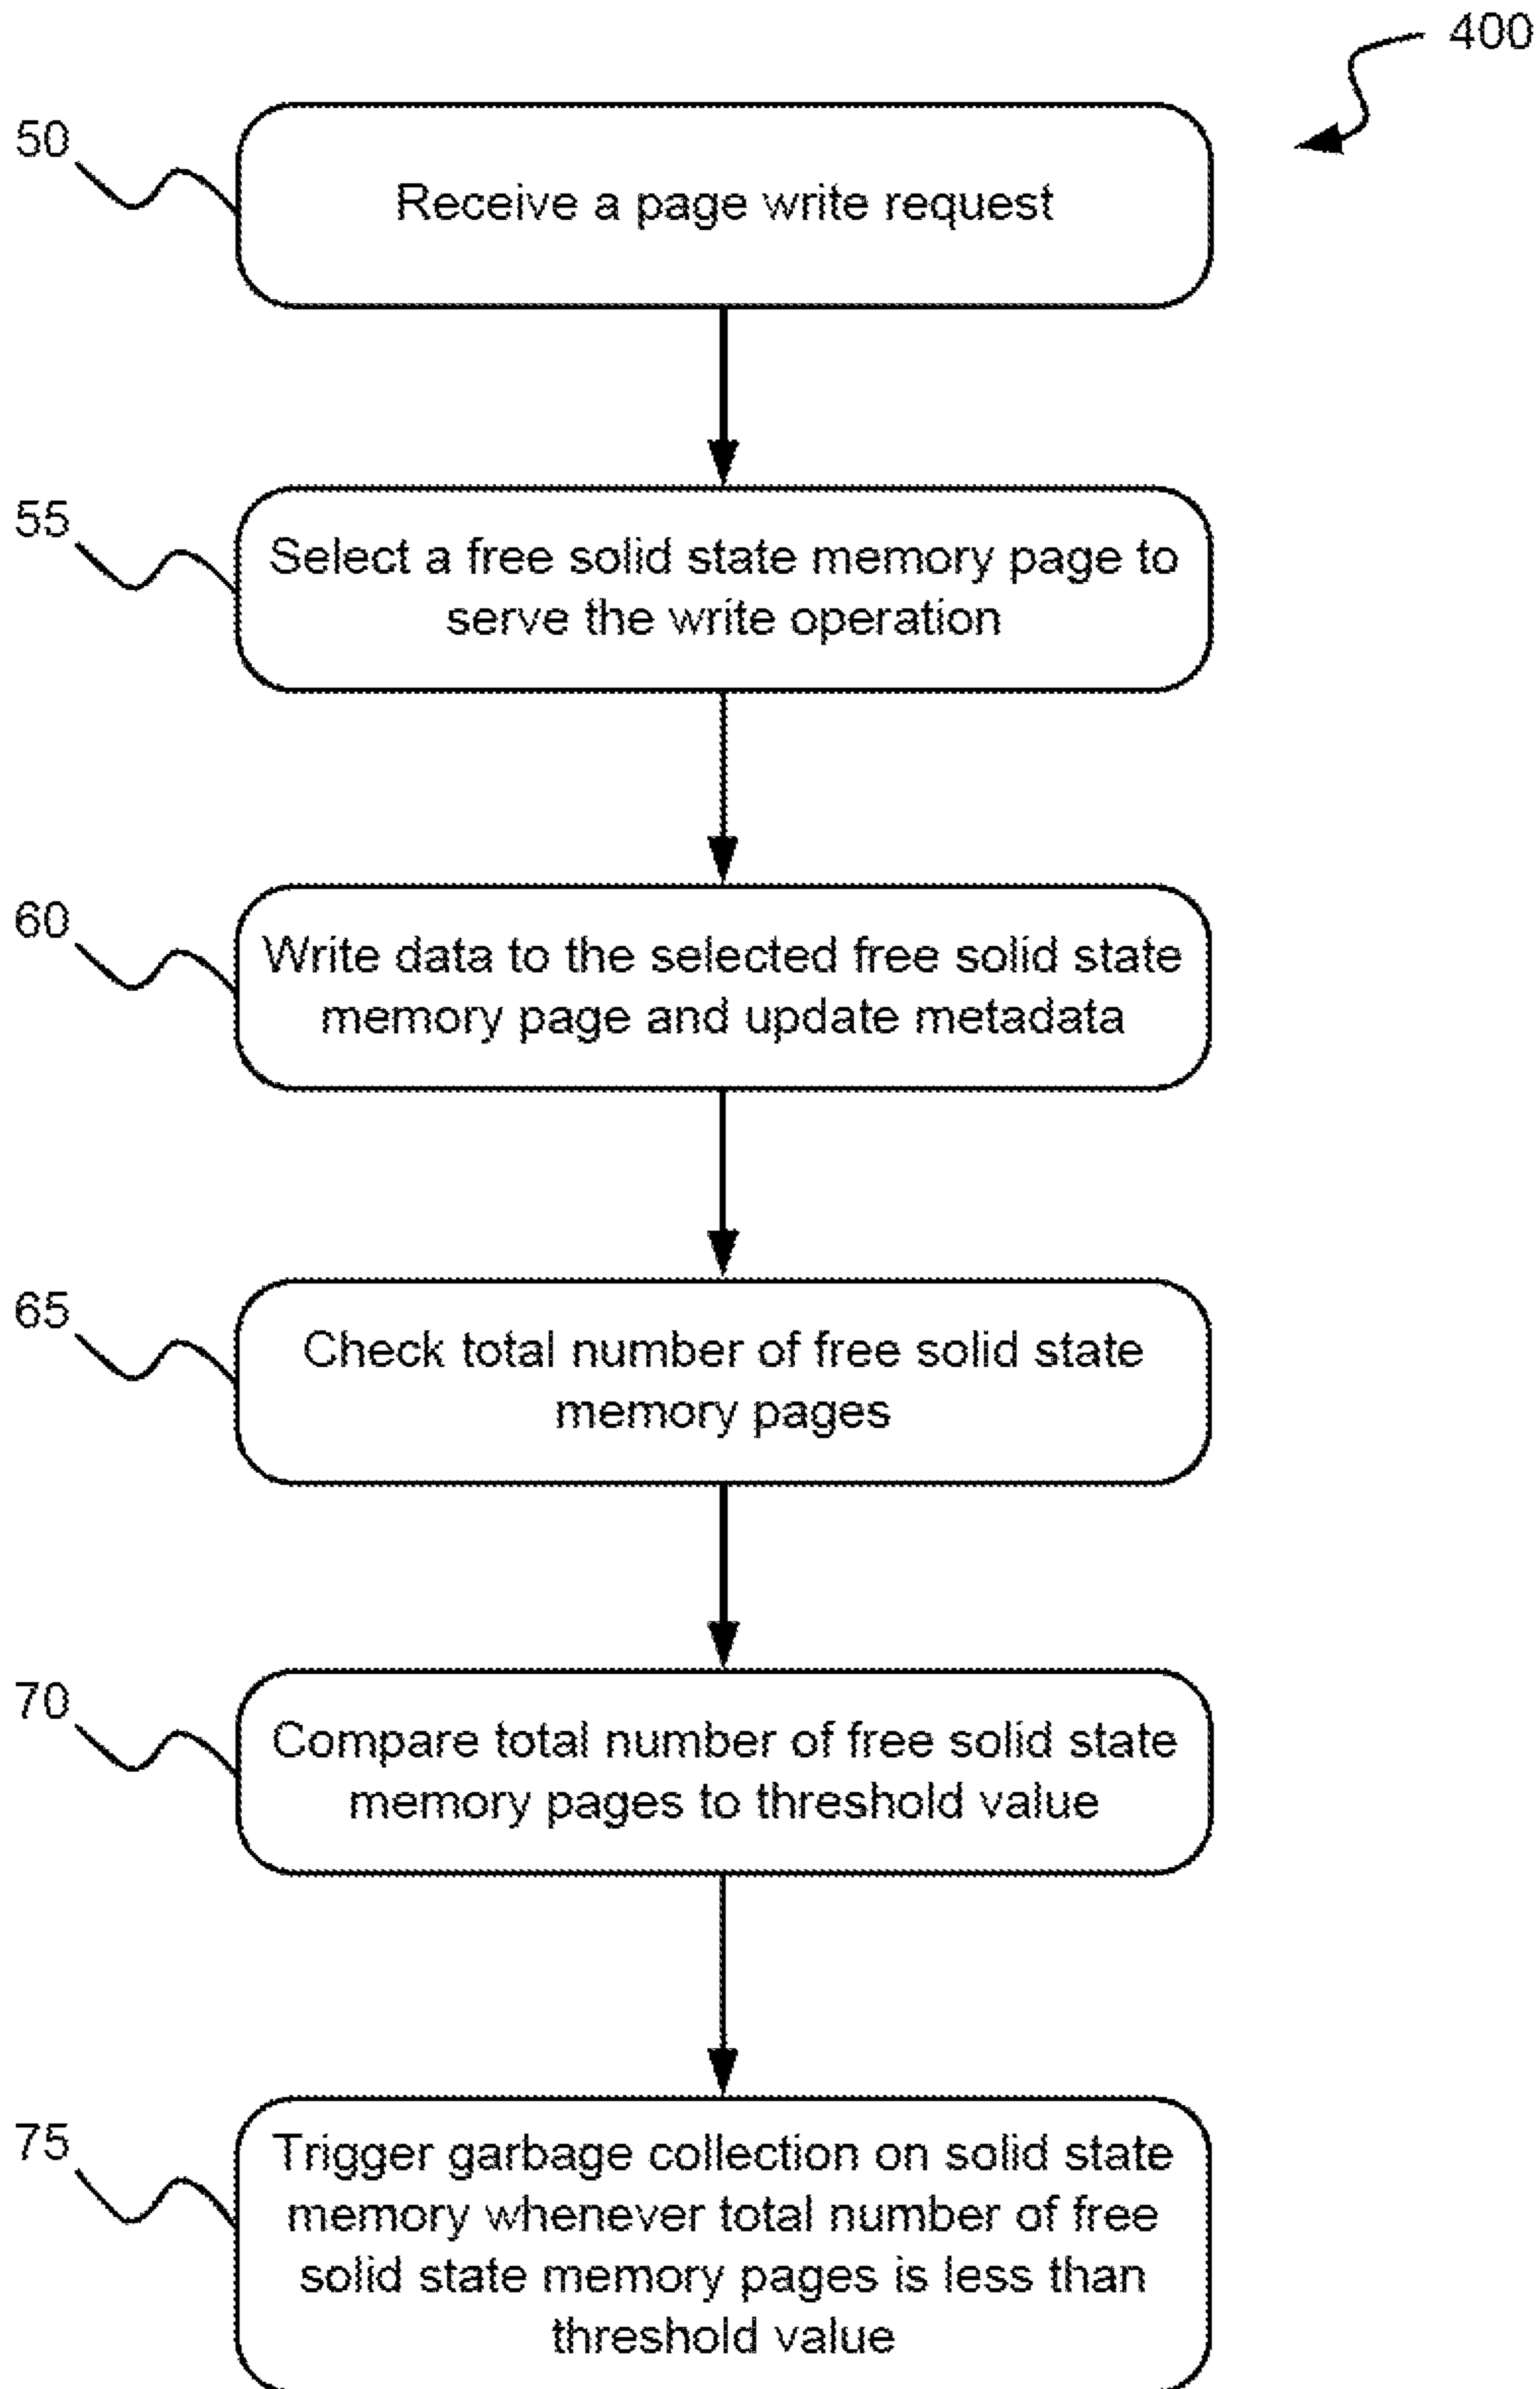 400
50
Receive a page write request
55
Select a free solid state memory page to
serve the write operation
60
Write data to the selected free solid state
memory page and update metadata
65
Check total number of free solid state
memory pages
70
Compare total number of free solid state
memory pages to threshold value
75
Trigger garbage collection on solid state
memory whenever total number of free
solid state memory pages is less than
threshold value